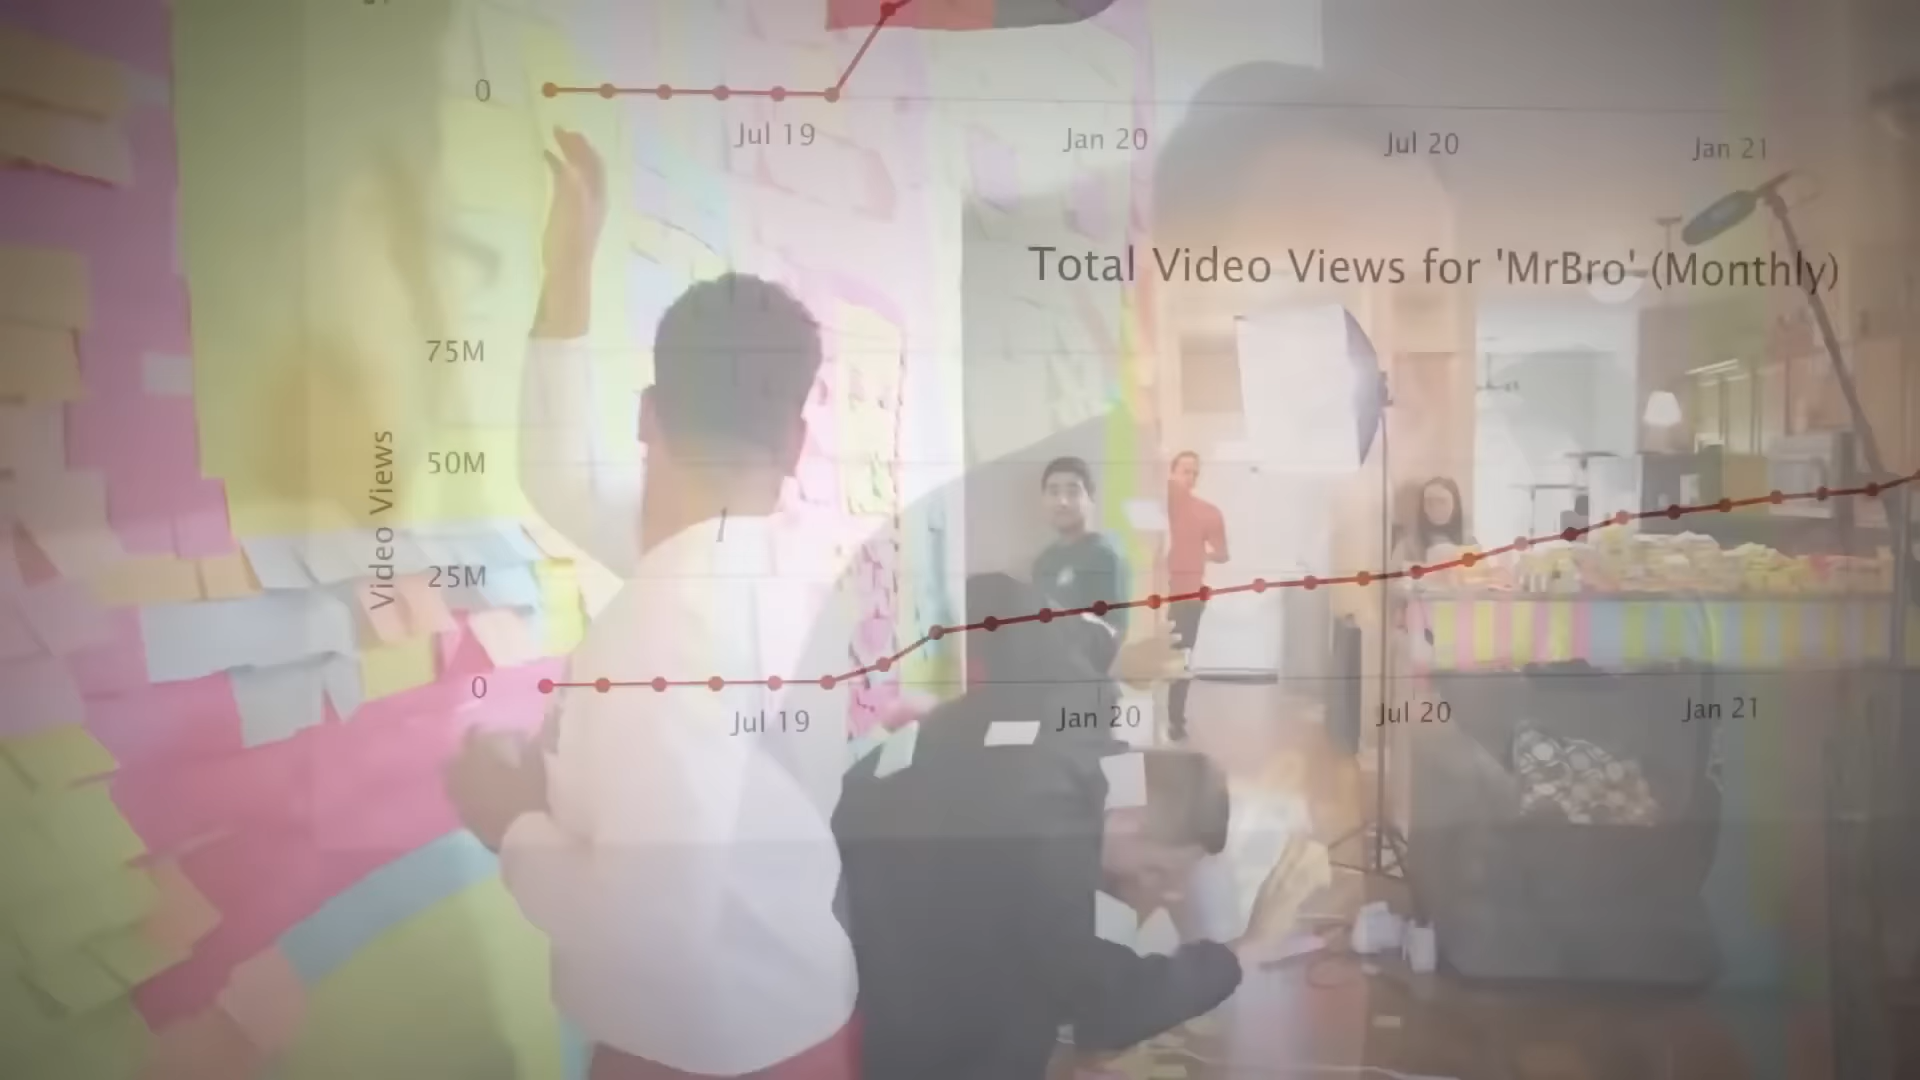 0
Jul 19 Jan 20 Jul 20 Jan 21
Total Video Views for 'MrBro' (Monthly)
75M
50M
Video Views
25M
0
Jul 19 Jan 20 Jul 20 Jan 21